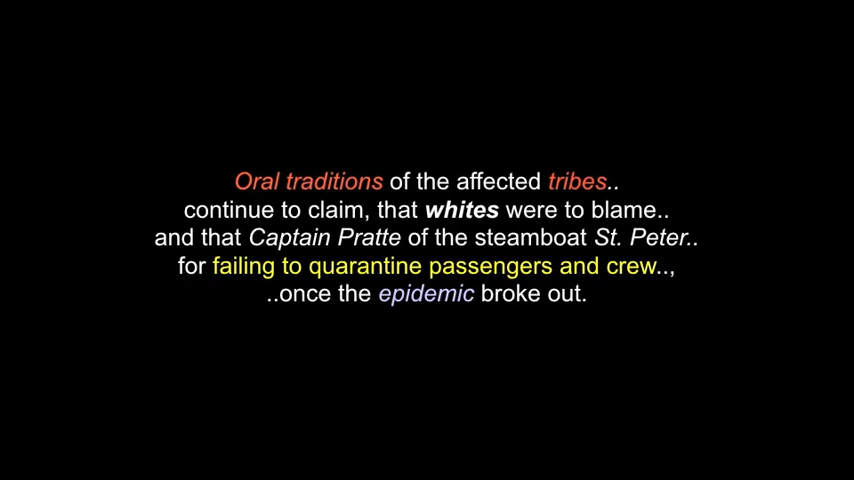 Oral traditions of the affected tribes..
continue to claim, that whites were to blame..
and that Captain Pratte of the steamboat St. Peter..
for failing to quarantine passengers and crew..,
..once the epidemic broke out.